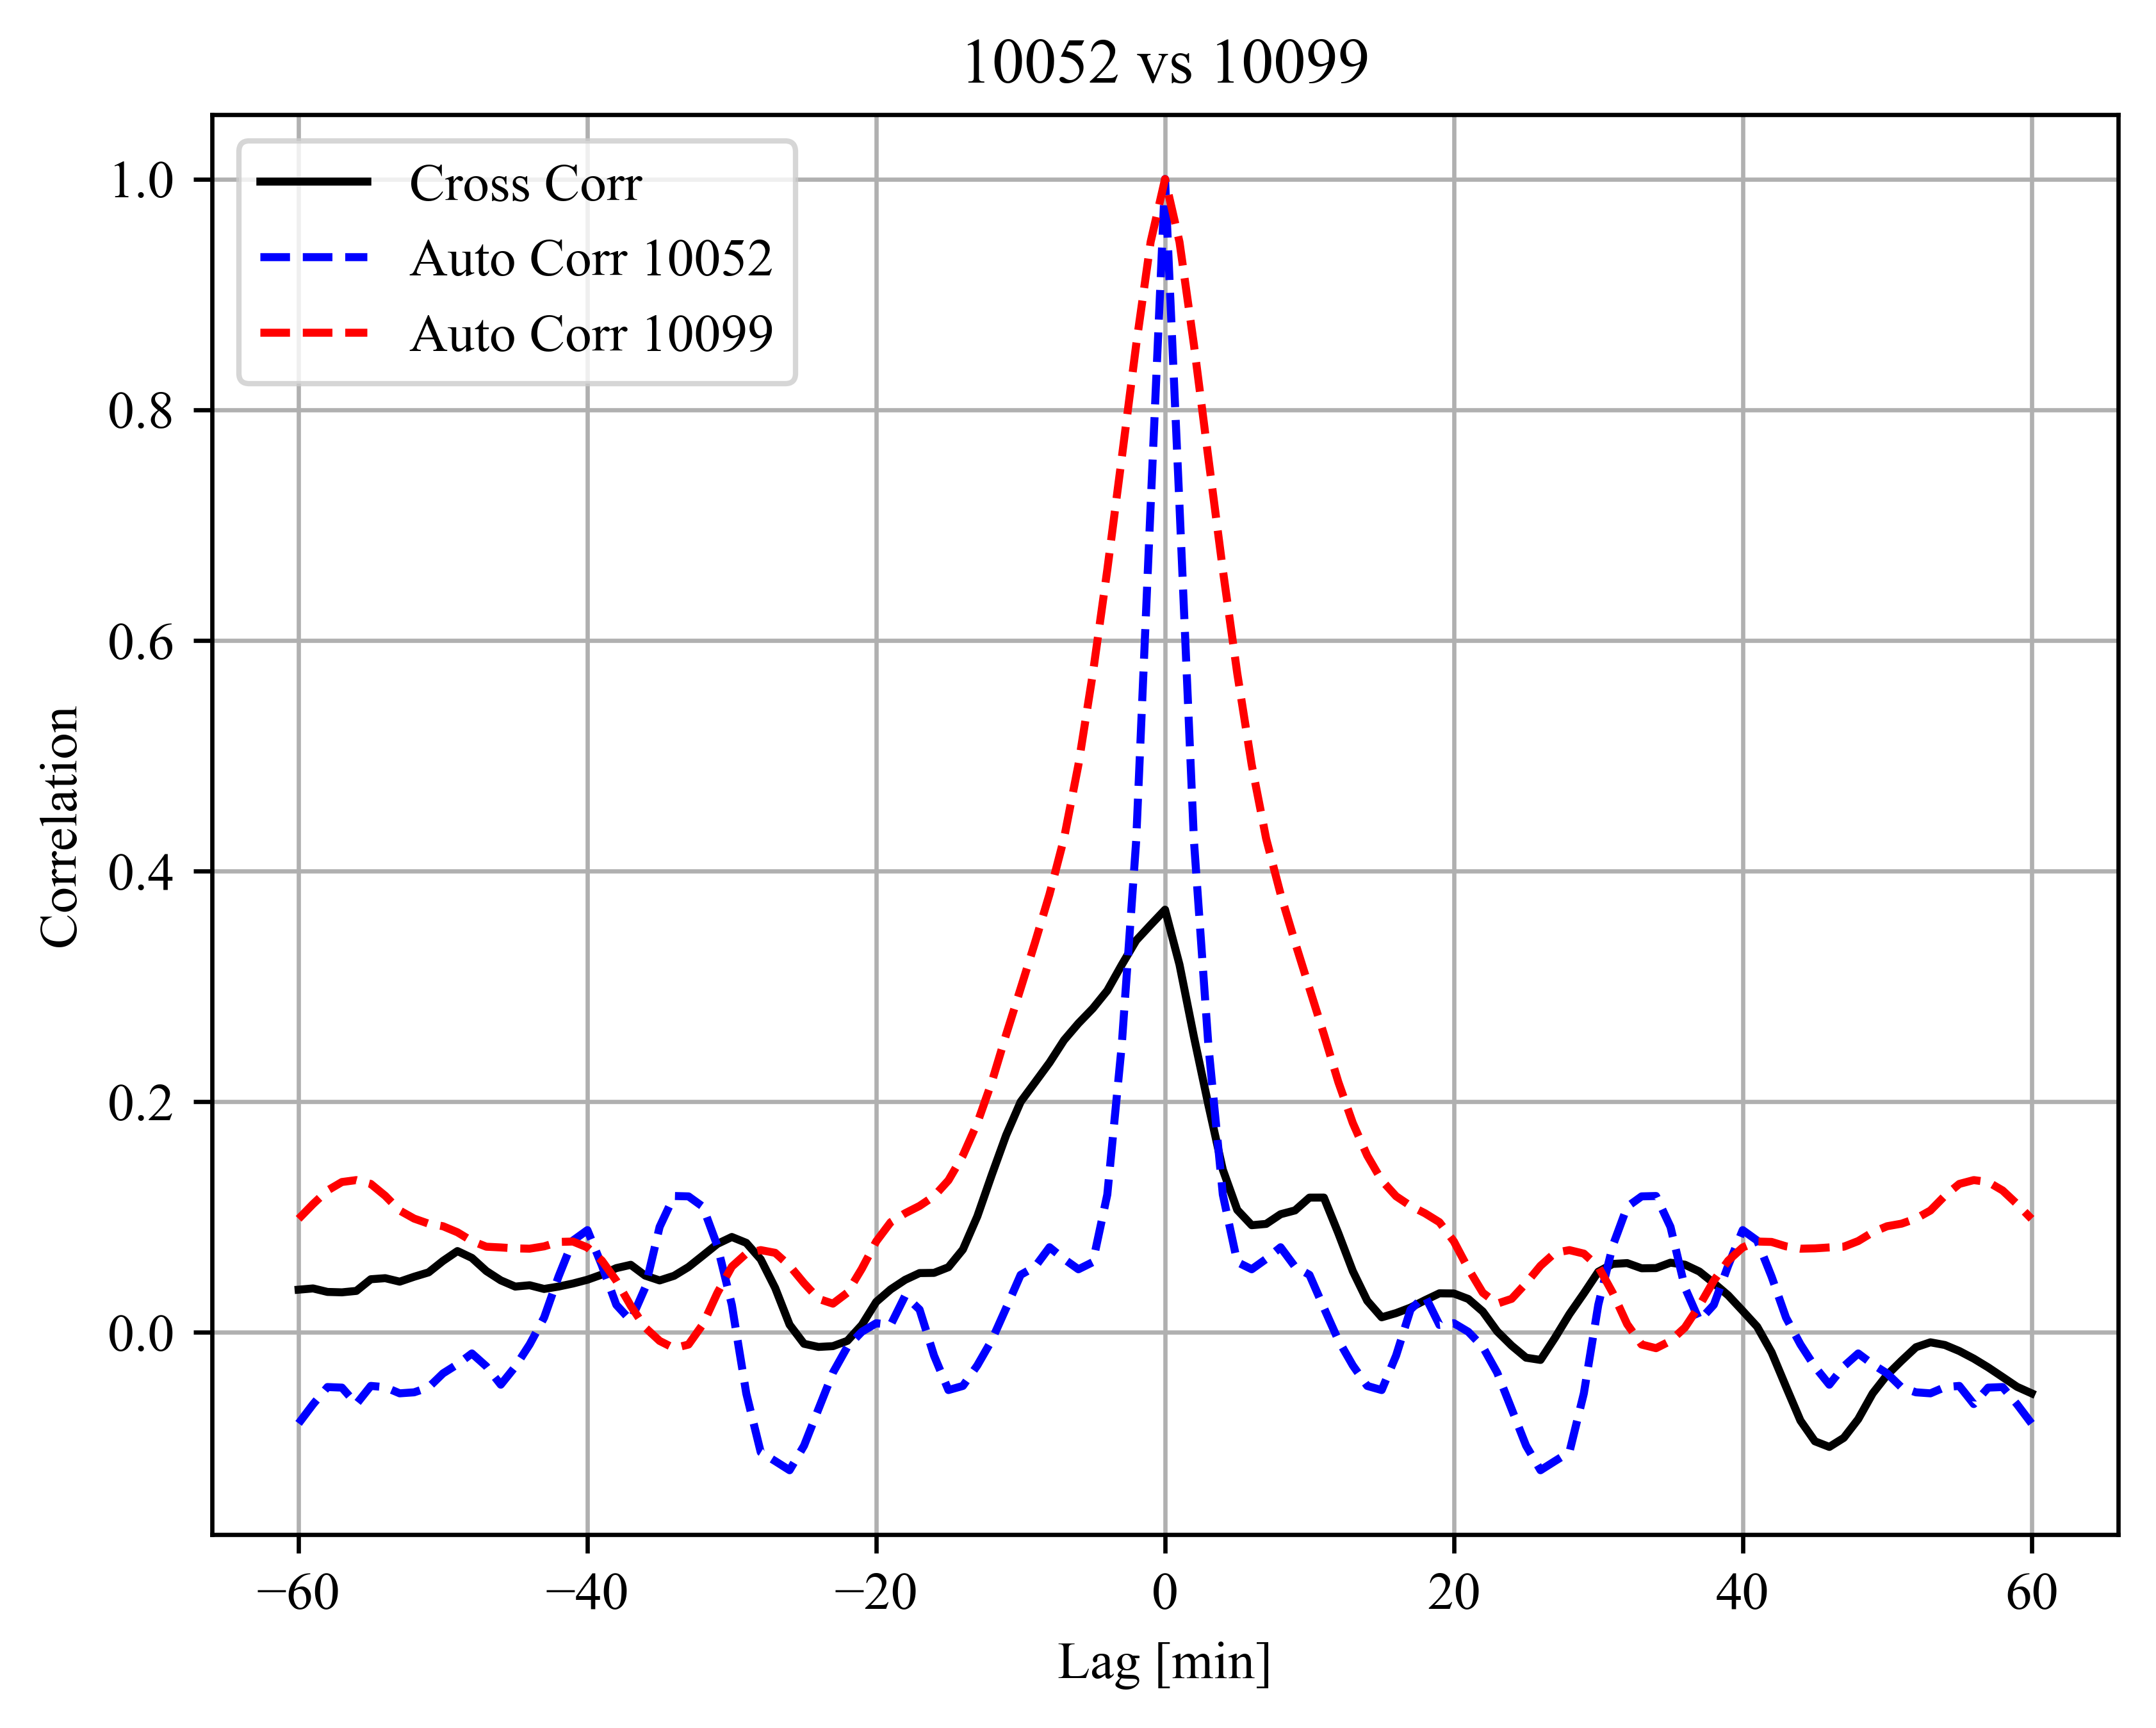 10052 vs 10099
Cross Corr
Auto Corr 10052
Auto Corr 10099
1.0
0.8
0.6
0.4
0.2
0.0
Correlation
−60 −40 −20 0 20 40 60
Lag [min]